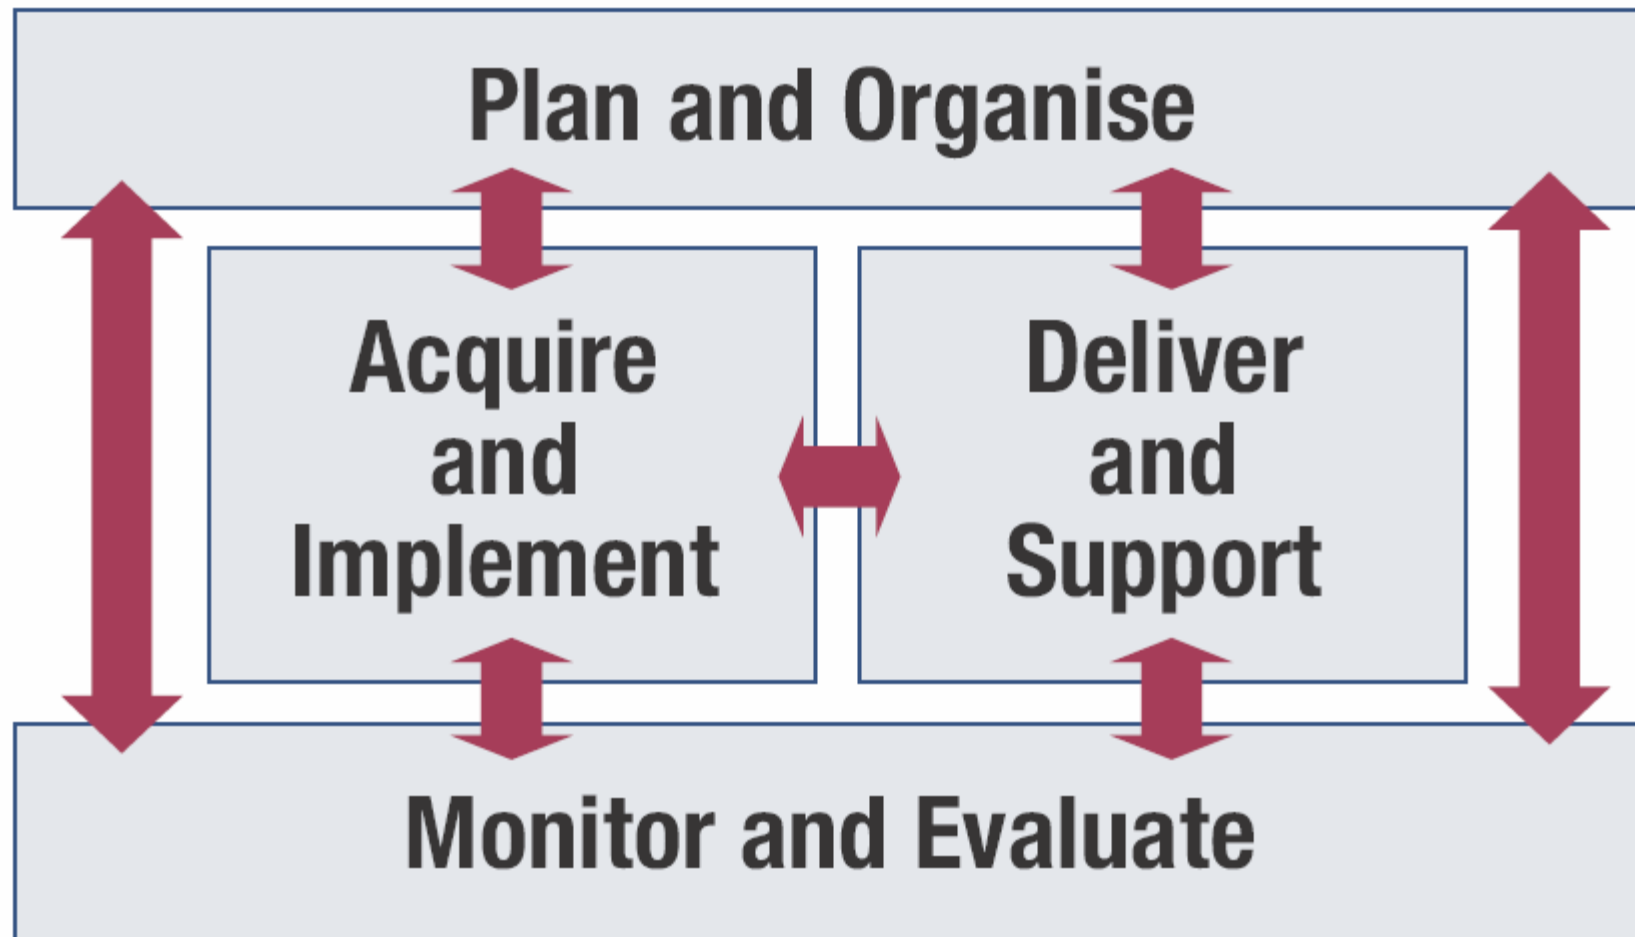 Plan and Organise
Acquire
and
Implement
Deliver
and
Support
Monitor and Evaluate